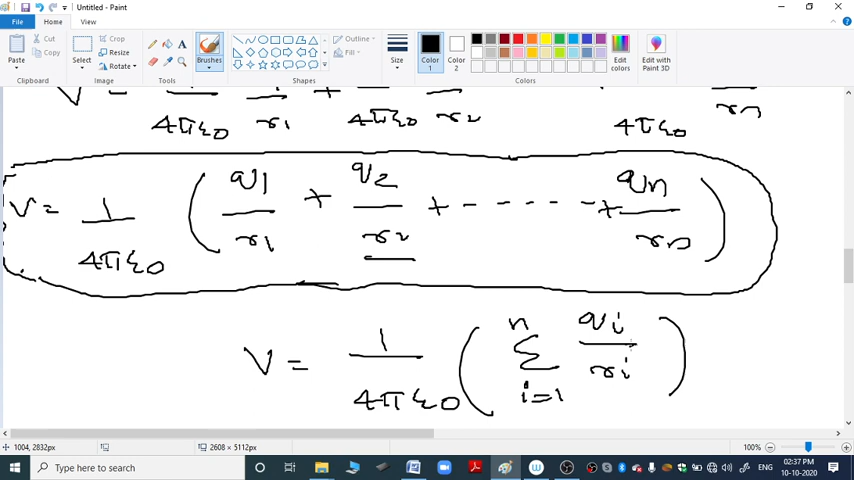 Untitled - Paint
File Home View
Paste Cut Copy Select Crop Resize Rotate A Brushes Outline Fill Size Color 1 Color 2 Edit colors Edit with Paint 3D
Clipboard Image Tools Shapes Colors
V = 4πε0 r1 + 4πε0 r2 4πε0 rn
V = 1/4πε0 ( q1/r1 + q2/r2 + - - - - - - + qn/rn )
V = 1/4πε0 ( n Σ i=1 qi/ri )
1004, 2832px 2608 × 5112px 100%
Type here to search ENG 02:37 PM 10-10-2020